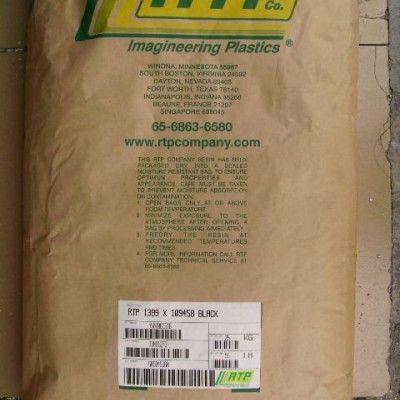 RTP
Co.
Imagineering Plastics ®
WINONA, MINNESOTA 55987
SOUTH BOSTON, VIRGINIA 24592
DAYTON, NEVADA 89403
FORT WORTH, TEXAS 76140
INDIANAPOLIS, INDIANA 46268
BEAUNE, FRANCE 21207
SINGAPORE 638045
65-6863-6580
www.rtpcompany.com
THIS RTP COMPANY RESIN HAS BEEN
PACKAGED DRY INTO A SEALED
MOISTURE RESISTANT BAG. TO ENSURE
OPTIMUM PROPERTIES AND
APPEARANCE, CARE MUST BE TAKEN
TO PREVENT MOISTURE ABSORPTION
OR CONTAMINATION.
1. OPEN BAGS ONLY AT OR ABOVE
ROOM TEMPERATURE.
2. MINIMIZE EXPOSURE TO THE
ATMOSPHERE AFTER OPENING A
BAG BY PROCESSING IMMEDIATELY.
3. PREDRY THE RESIN AT
RECOMMENDED TEMPERATURES
AND TIMES.
4. FOR MORE INFORMATION CALL RTP
COMPANY TECHNICAL SERVICE AT
RTP 1399 X 109458 BLACK
KG
LB
RTP